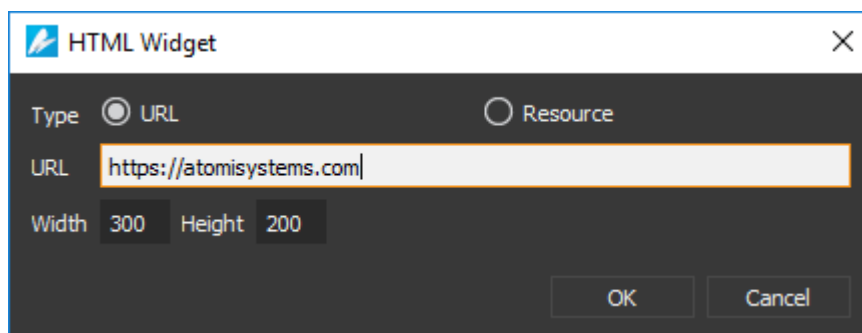 HTML Widget
Type URL Resource
URL https://atomisystems.com
Width 300 Height 200
OK Cancel